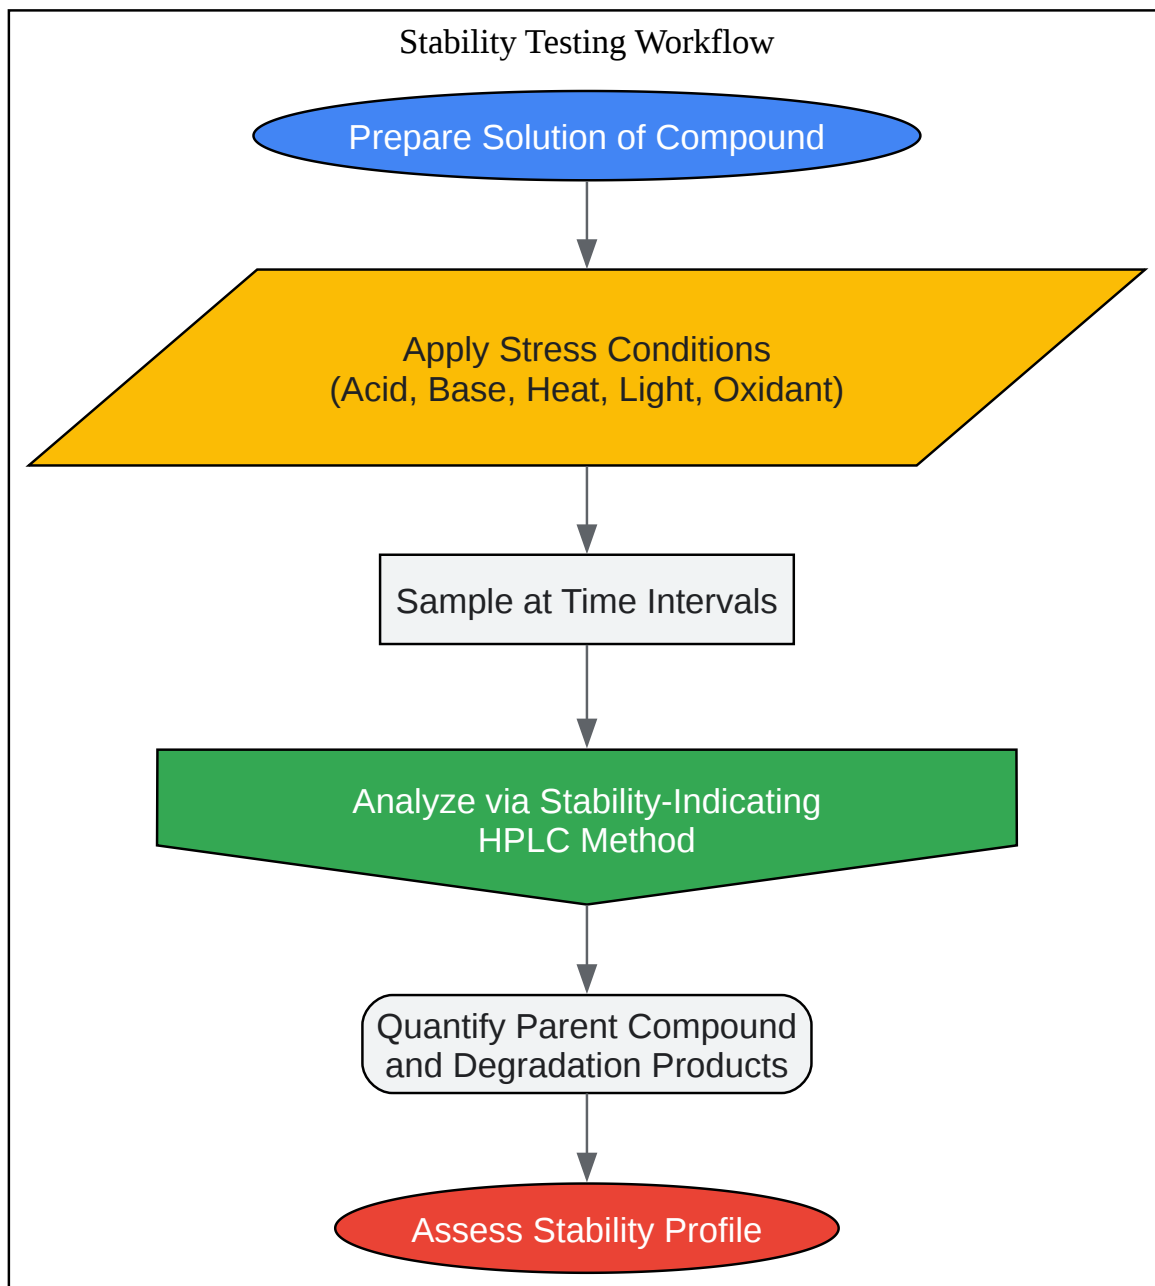 Stability Testing Workflow
Prepare Solution of Compound
Apply Stress Conditions
(Acid, Base, Heat, Light, Oxidant)
Sample at Time Intervals
Analyze via Stability-Indicating
HPLC Method
Quantify Parent Compound
and Degradation Products
Assess Stability Profile